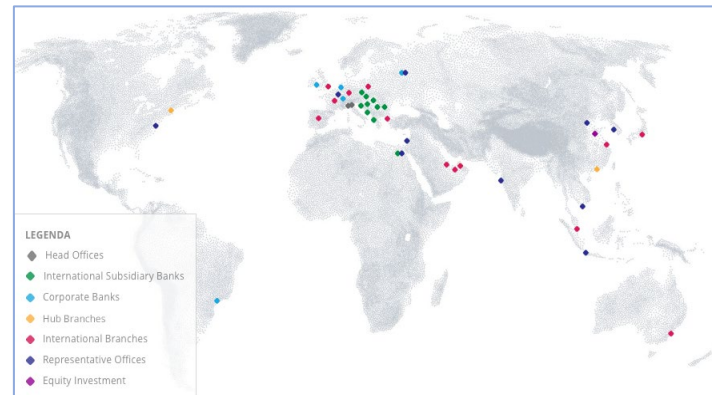 LEGENDA
Head Offices
International Subsidiary Banks
Corporate Banks
Hub Branches
International Branches
Representative Offices
Equity Investment